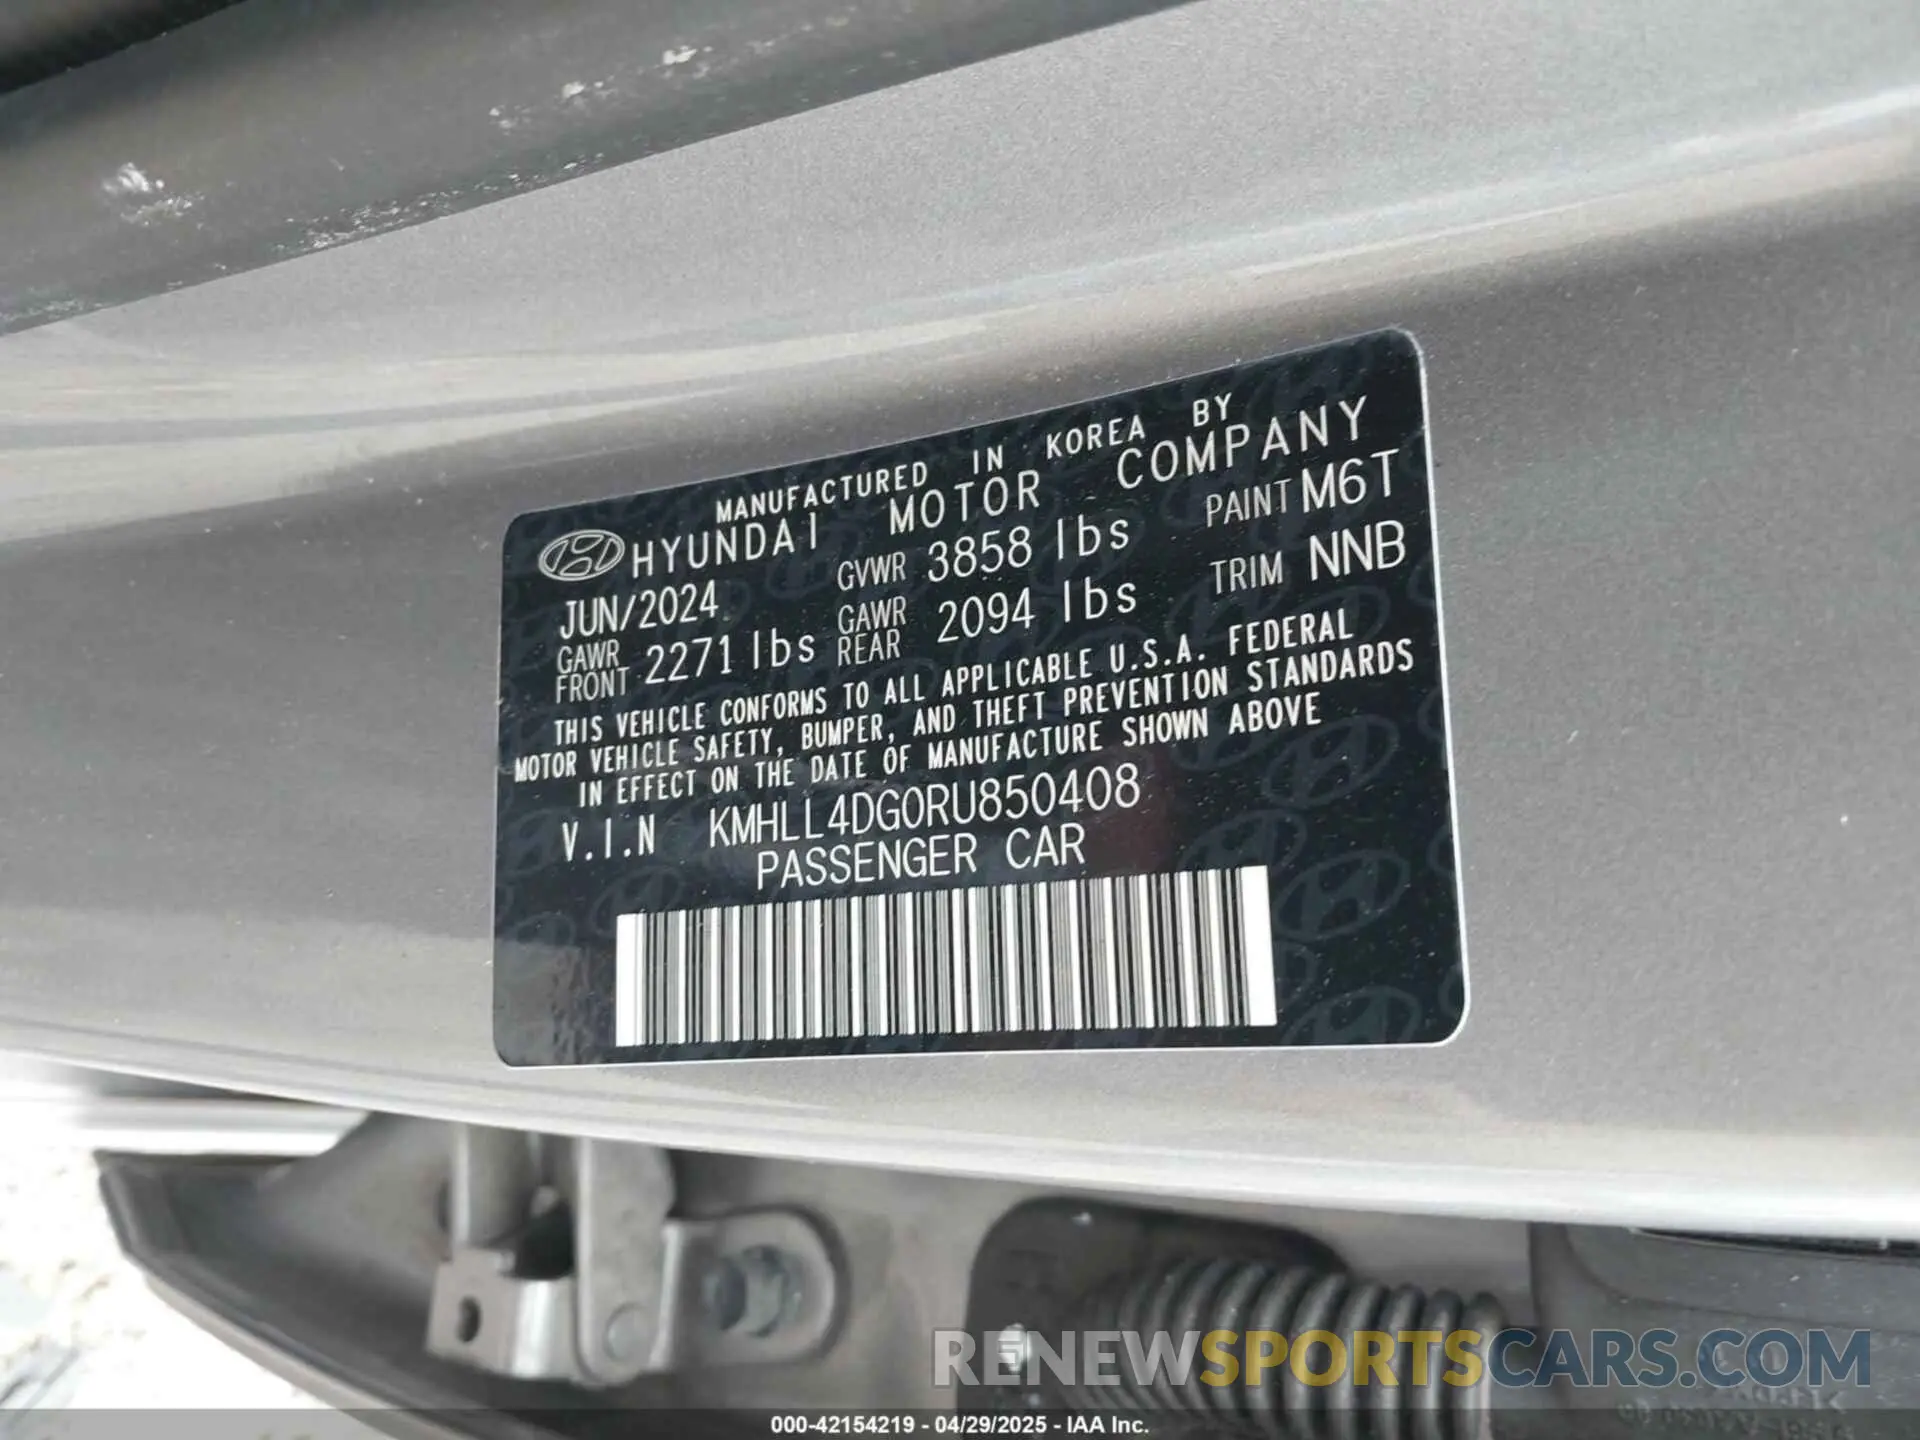 MANUFACTURED IN KOREA BY
HYUNDAI MOTOR COMPANY
JUN/2024 GVWR 3858 lbs PAINT M6T
GAWR FRONT 2271 lbs GAWR REAR 2094 lbs TRIM NNB
THIS VEHICLE CONFORMS TO ALL APPLICABLE U.S.A. FEDERAL
MOTOR VEHICLE SAFETY, BUMPER, AND THEFT PREVENTION STANDARDS
IN EFFECT ON THE DATE OF MANUFACTURE SHOWN ABOVE
V.I.N KMHLL4DG0RU850408
PASSENGER CAR
RENEWSPORTSCARS.COM
000-42154219 - 04/29/2025 - IAA Inc.